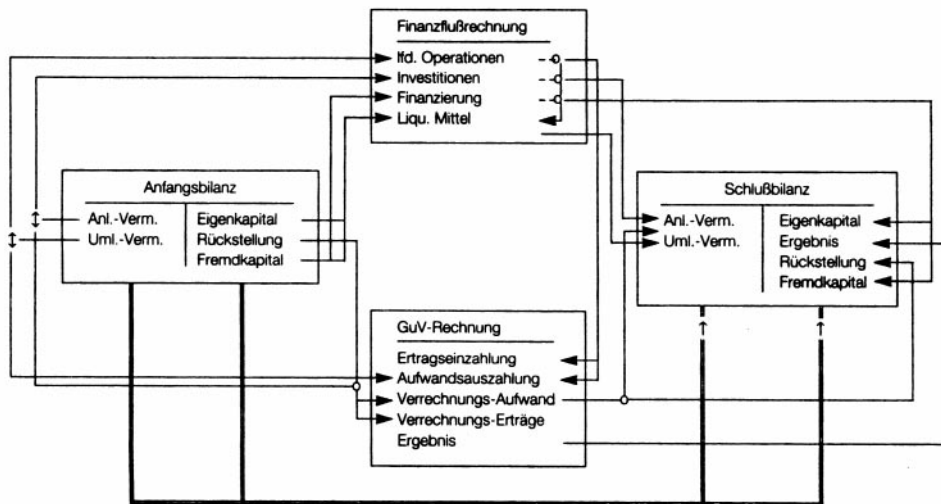 Finanzflußrechnung
lfd. Operationen
Investitionen
Finanzierung
Liqu. Mittel
Anfangsbilanz
Anl.-Verm.
Uml.-Verm.
Eigenkapital
Rückstellung
Fremdkapital
Schlußbilanz
Anl.-Verm.
Uml.-Verm.
Eigenkapital
Ergebnis
Rückstellung
Fremdkapital
GuV-Rechnung
Ertragseinzahlung
Aufwandsauszahlung
Verrechnungs-Aufwand
Verrechnungs-Erträge
Ergebnis